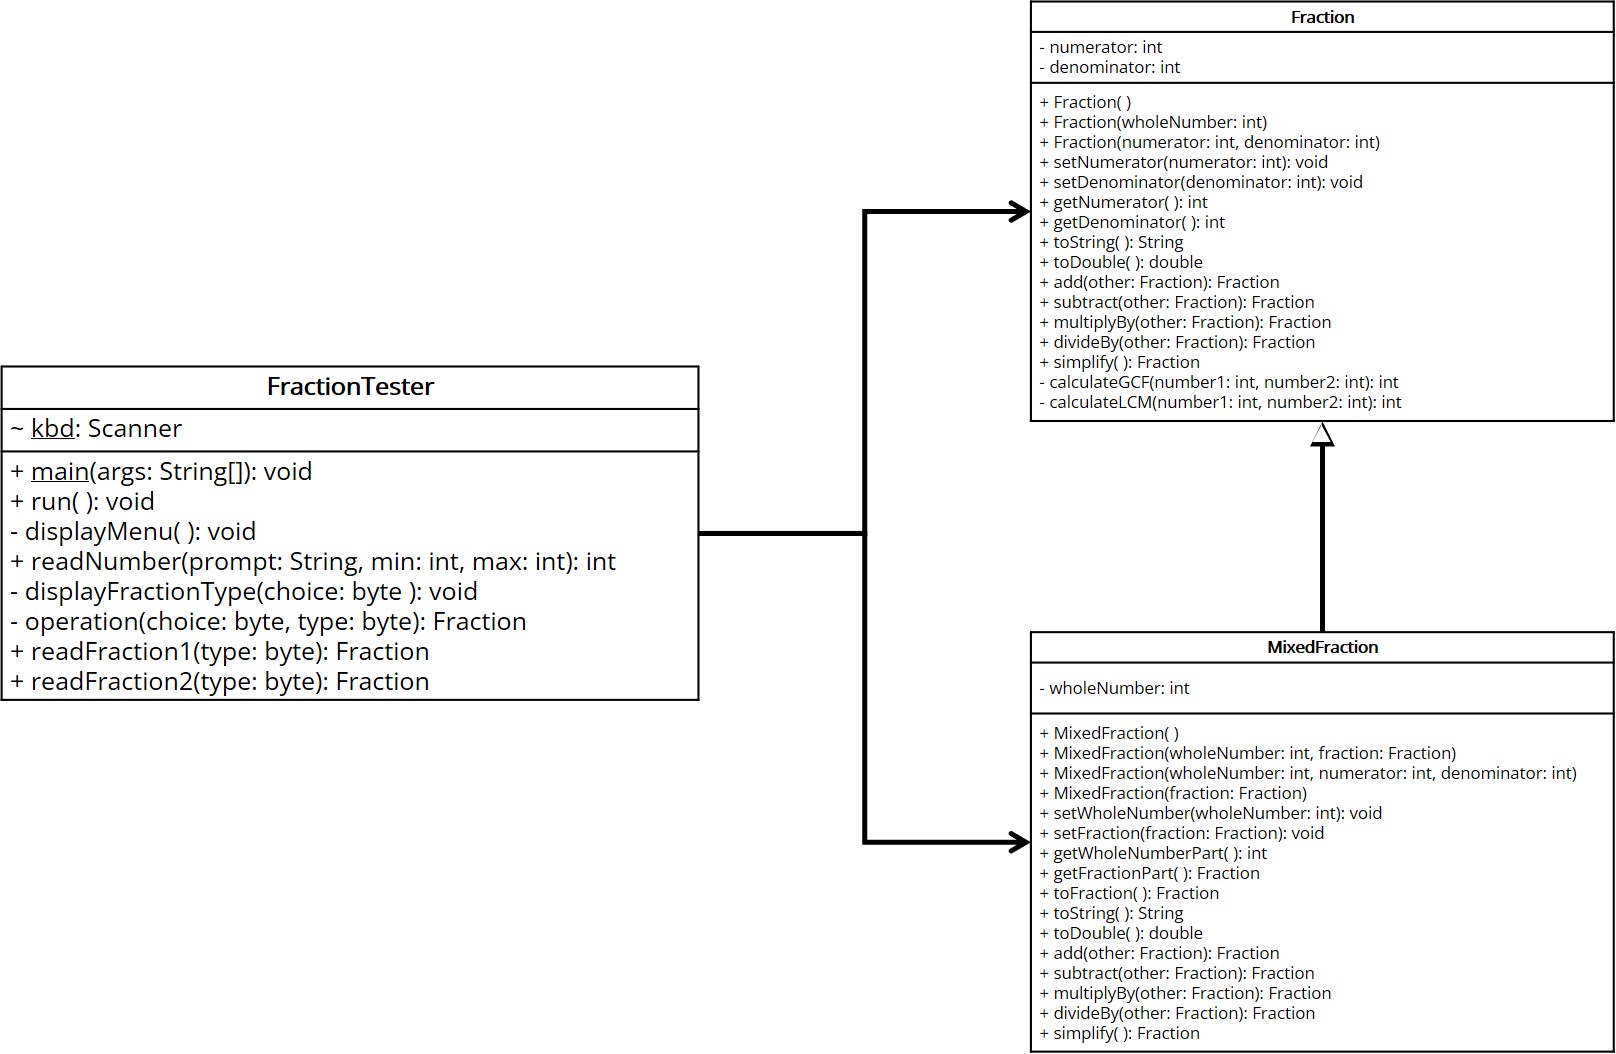 Fraction
- numerator: int
- denominator: int
+ Fraction( )
+ Fraction(wholeNumber: int)
+ Fraction(numerator: int, denominator: int)
+ setNumerator(numerator: int): void
+ setDenominator(denominator: int): void
+ getNumerator( ): int
+ getDenominator( ): int
+ toString( ): String
+ toDouble( ): double
+ add(other: Fraction): Fraction
+ subtract(other: Fraction): Fraction
+ multiplyBy(other: Fraction): Fraction
+ divideBy(other: Fraction): Fraction
+ simplify( ): Fraction
- calculateGCF(number1: int, number2: int): int
- calculateLCM(number1: int, number2: int): int
FractionTester
~ kbd: Scanner
+ main(args: String[]): void
+ run( ): void
- displayMenu( ): void
+ readNumber(prompt: String, min: int, max: int): int
- displayFractionType(choice: byte ): void
- operation(choice: byte, type: byte): Fraction
+ readFraction1(type: byte): Fraction
+ readFraction2(type: byte): Fraction
MixedFraction
- wholeNumber: int
+ MixedFraction( )
+ MixedFraction(wholeNumber: int, fraction: Fraction)
+ MixedFraction(wholeNumber: int, numerator: int, denominator: int)
+ MixedFraction(fraction: Fraction)
+ setWholeNumber(wholeNumber: int): void
+ setFraction(fraction: Fraction): void
+ getWholeNumberPart( ): int
+ getFractionPart( ): Fraction
+ toFraction( ): Fraction
+ toString( ): String
+ toDouble( ): double
+ add(other: Fraction): Fraction
+ subtract(other: Fraction): Fraction
+ multiplyBy(other: Fraction): Fraction
+ divideBy(other: Fraction): Fraction
+ simplify( ): Fraction